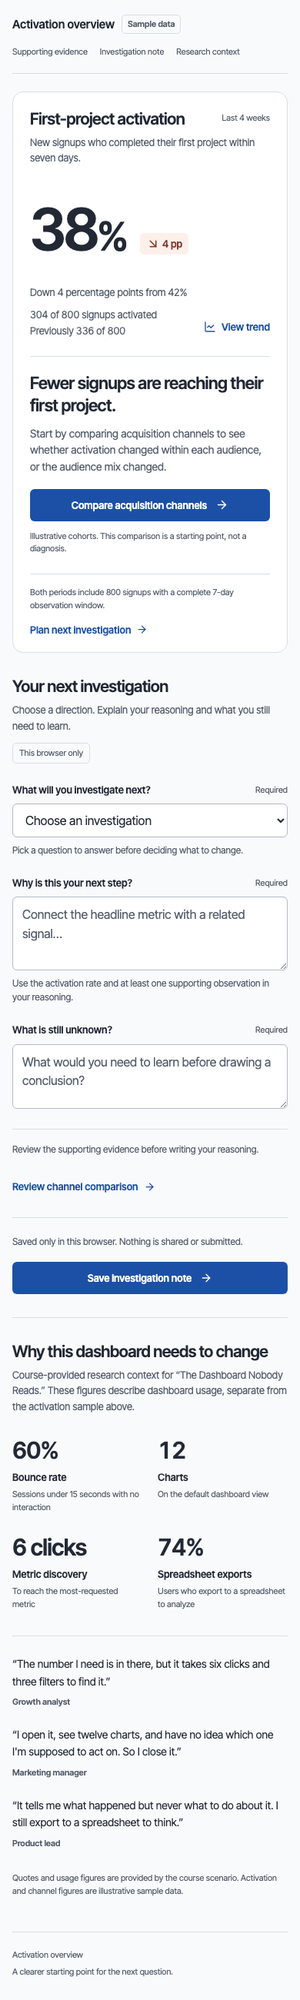 Activation overview
Sample data
Supporting evidence
Investigation note
Research context
First-project activation
Last 4 weeks
New signups who completed their first project within
seven days.
38%
4 pp
Down 4 percentage points from 42%
304 of 800 signups activated
Previously 336 of 800
View trend
Fewer signups are reaching their
first project.
Start by comparing acquisition channels to see
whether activation changed within each audience,
or the audience mix changed.
Compare acquisition channels
Illustrative cohorts. This comparison is a starting point, not a
diagnosis.
Both periods include 800 signups with a complete 7-day
observation window.
Plan next investigation
Your next investigation
Choose a direction. Explain your reasoning and what you still
need to learn.
This browser only
What will you investigate next?
Required
Choose an investigation
Pick a question to answer before deciding what to change.
Why is this your next step?
Required
Connect the headline metric with a related
signal...
Use the activation rate and at least one supporting observation in
your reasoning.
What is still unknown?
Required
What would you need to learn before drawing a
conclusion?
Review the supporting evidence before writing your reasoning.
Review channel comparison
Saved only in this browser. Nothing is shared or submitted.
Save investigation note
Why this dashboard needs to change
Course-provided research context for “The Dashboard Nobody
Reads.” These figures describe dashboard usage, separate from
the activation sample above.
60%
Bounce rate
Sessions under 15 seconds with no
interaction
12
Charts
On the default dashboard view
6 clicks
Metric discovery
To reach the most-requested
metric
74%
Spreadsheet exports
Users who export to a spreadsheet
to analyze
“The number I need is in there, but it takes six clicks and
three filters to find it.”
Growth analyst
“I open it, see twelve charts, and have no idea which one
I'm supposed to act on. So I close it.”
Marketing manager
“It tells me what happened but never what to do about it. I
still export to a spreadsheet to think.”
Product lead
Quotes and usage figures are provided by the course scenario. Activation
and channel figures are illustrative sample data.
Activation overview
A clearer starting point for the next question.